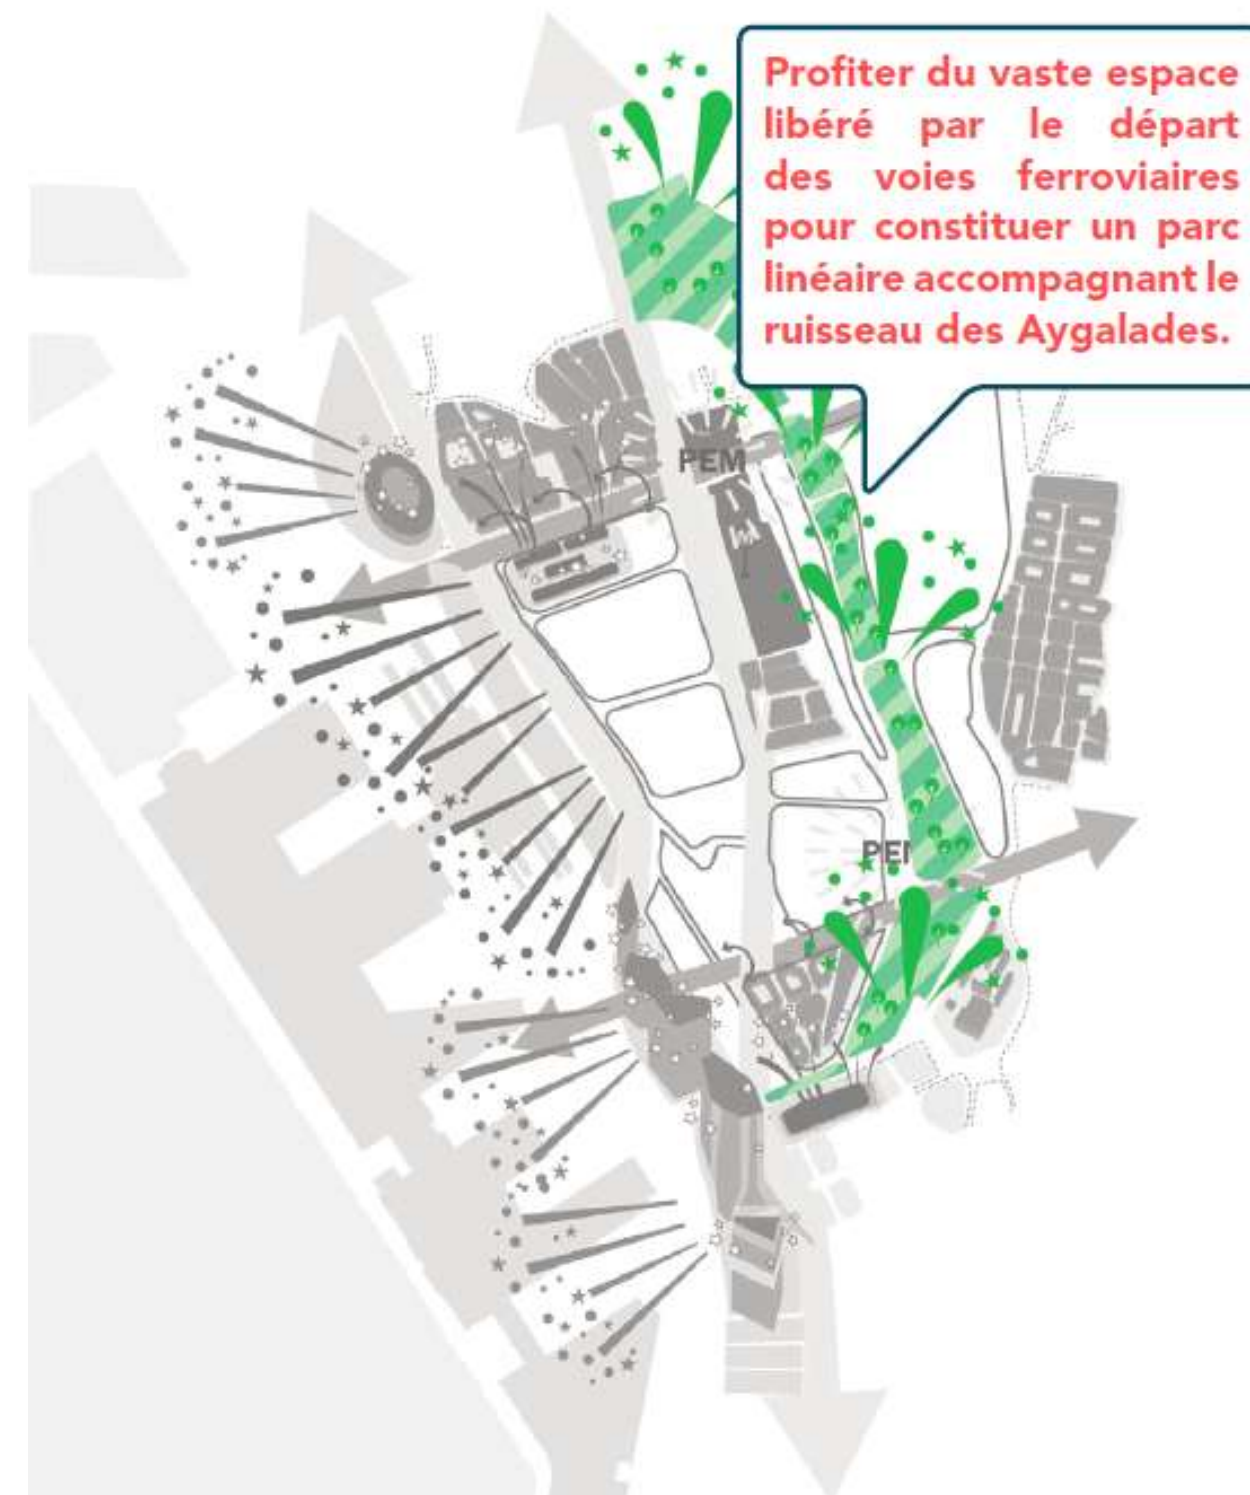 Profiter du vaste espace
libéré par le départ
des voies ferroviaires
pour constituer un parc
linéaire accompagnant le
ruisseau des Aygalades.
PEM